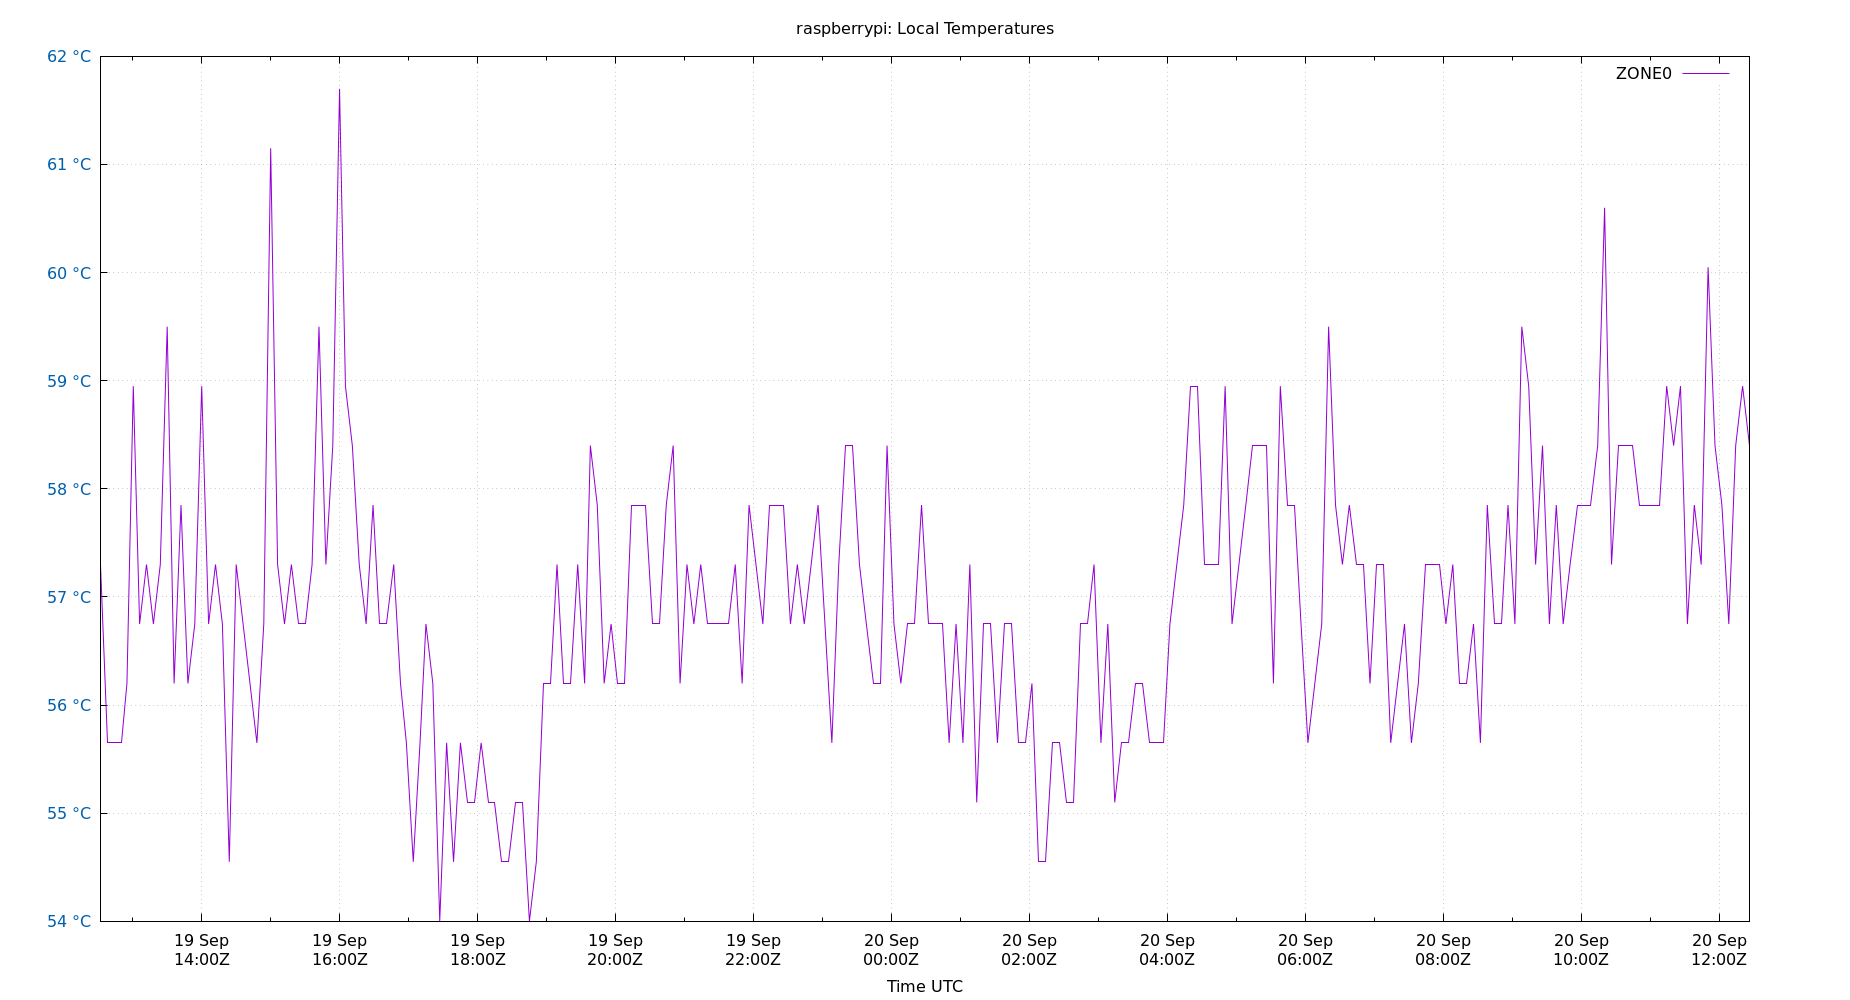 raspberrypi: Local Temperatures
62 °C
ZONE0
61 °C
60 °C
59 °C
58 °C
57 °C
56 °C
55 °C
54 °C
19 Sep 19 Sep 19 Sep 19 Sep 19 Sep 20 Sep 20 Sep 20 Sep 20 Sep 20 Sep 20 Sep 20 Sep
14:00Z 16:00Z 18:00Z 20:00Z 22:00Z 00:00Z 02:00Z 04:00Z 06:00Z 08:00Z 10:00Z 12:00Z
Time UTC